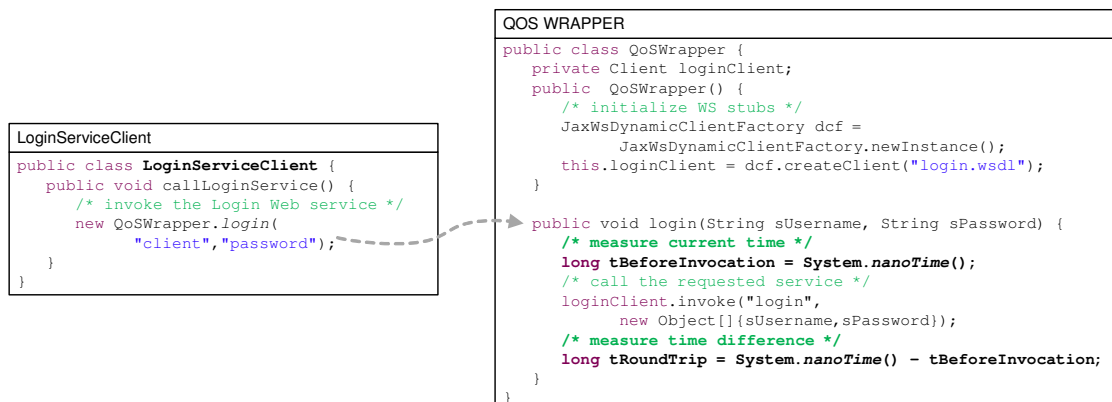 LoginServiceClient
public class LoginServiceClient {
public void callLoginService() {
/* invoke the Login Web service */
new QoSWrapper.login(
"client","password");
}
}
QOS WRAPPER
public class QoSWrapper {
private Client loginClient;
public QoSWrapper() {
/* initialize WS stubs */
JaxWsDynamicClientFactory dcf =
JaxWsDynamicClientFactory.newInstance();
this.loginClient = dcf.createClient("login.wsdl");
}
public void login(String sUsername, String sPassword) {
/* measure current time */
long tBeforeInvocation = System.nanoTime();
/* call the requested service */
loginClient.invoke("login",
new Object[]{sUsername,sPassword});
/* measure time difference */
long tRoundTrip = System.nanoTime() – tBeforeInvocation;
}
}